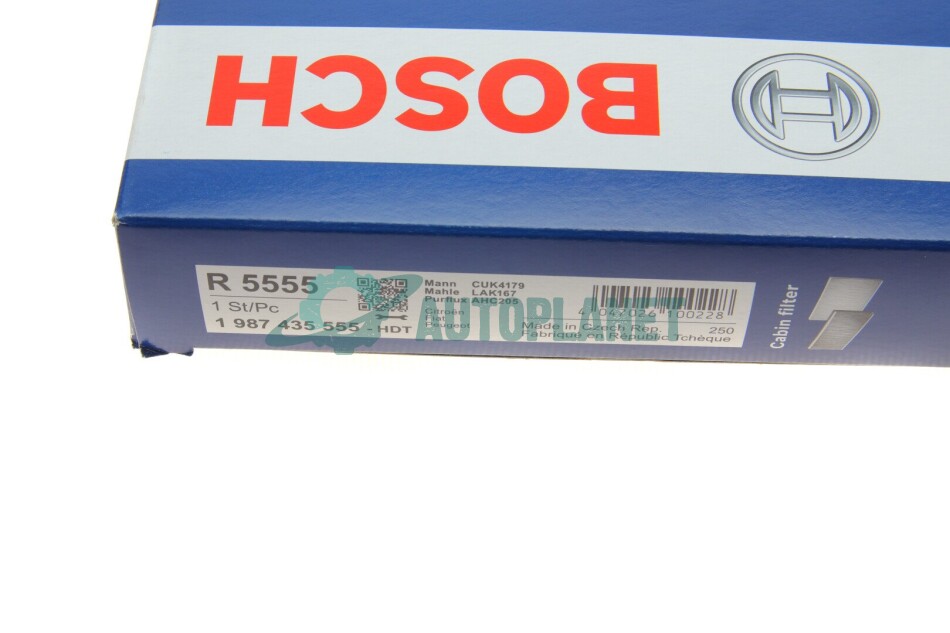 BOSCH
R 5555
1 St/Pc
1 987 435 555 - HDT
Mann CUK4179
Mahle LAK167
Purflux AHC205
Citroën
Fiat
Peugeot
4 047026 100228
Made in Czech Rep. 250
Fabriqué en République Tchèque
Cabin filter
AUTOPLANET